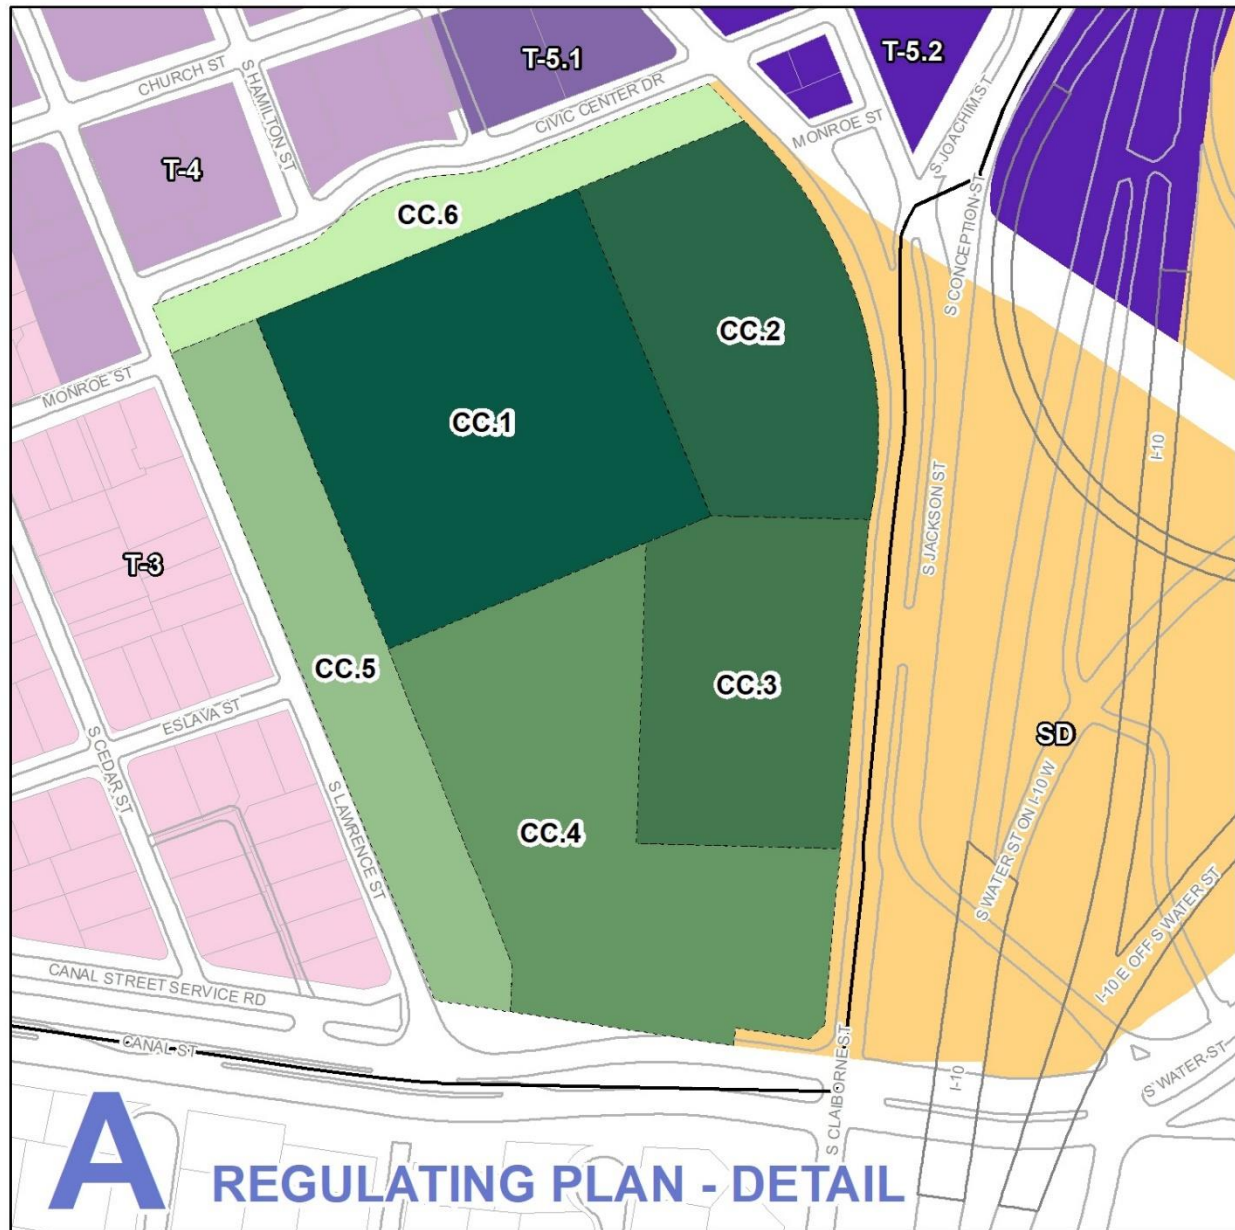 T-5.1
T-5.2
CHURCH ST
S HAMILTON ST
CIVIC CENTER DR
MONROE ST
S JOACHIM ST
T-4
CC.6
S CONCEPTION ST
CC.2
MONROE ST
CC.1
I-10
S JACKSON ST
T-3
CC.5
CC.3
ESLAVA ST
S CEDAR ST
SD
S LAWRENCE ST
CC.4
S WATER ST ON I-10 W
I-10 E OFF S WATER ST
CANAL STREET SERVICE RD
CANAL ST
S CLAIBORNE ST
I-10
S WATER ST
A
REGULATING PLAN - DETAIL